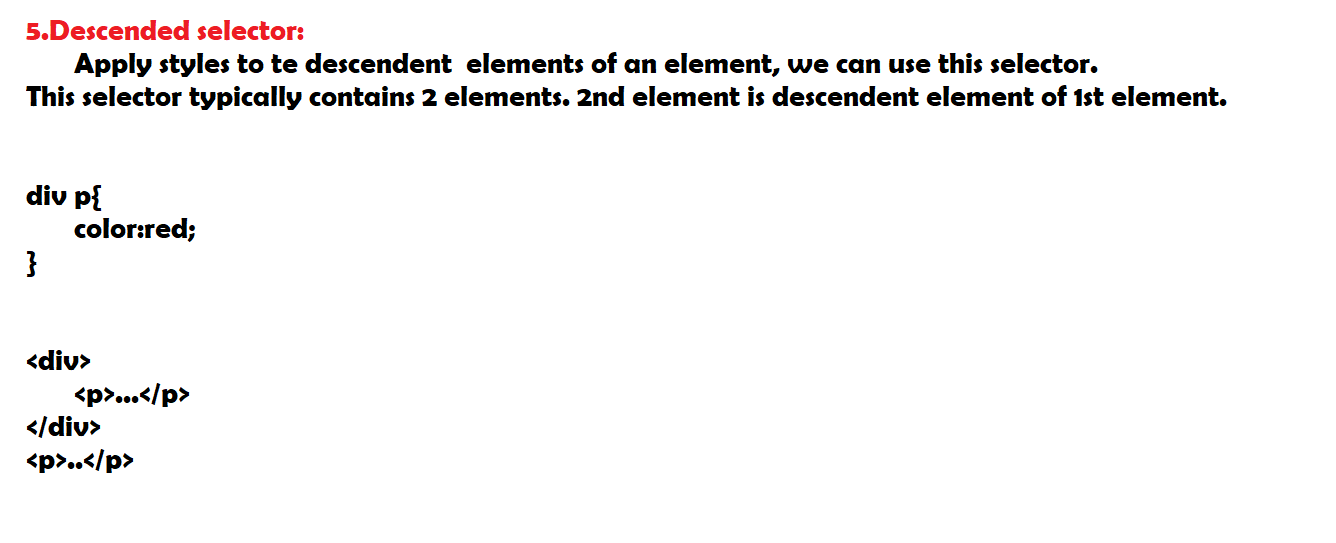 5.Descended selector:
Apply styles to te descendent elements of an element, we can use this selector.
This selector typically contains 2 elements. 2nd element is descendent element of 1st element.
div p{
color:red;
}
<div>
<p>...</p>
</div>
<p>..</p>